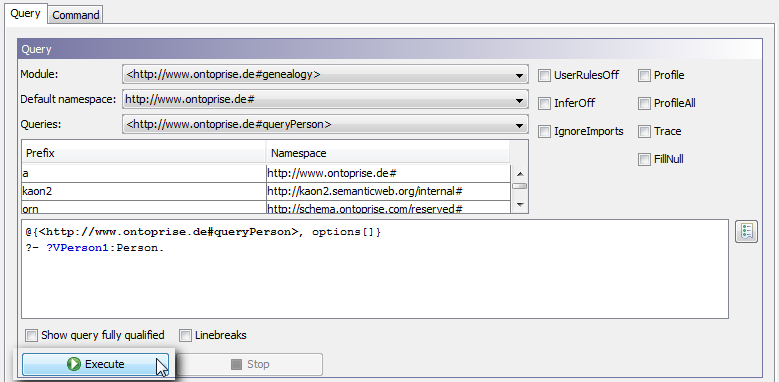 Query Command
Query
Module: <http://www.ontoprise.de#genealogy> UserRulesOff Profile
Default namespace: http://www.ontoprise.de# InferOff ProfileAll
Queries: <http://www.ontoprise.de#queryPerson> IgnoreImports Trace
Prefix Namespace FillNull
a http://www.ontoprise.de#
kaon2 http://kaon2.semanticweb.org/internal#
orn http://schema.ontoprise.com/reserved#
@{<http://www.ontoprise.de#queryPerson>, options[]}
?- ?VPerson1:Person.
Show query fully qualified Linebreaks
Execute Stop